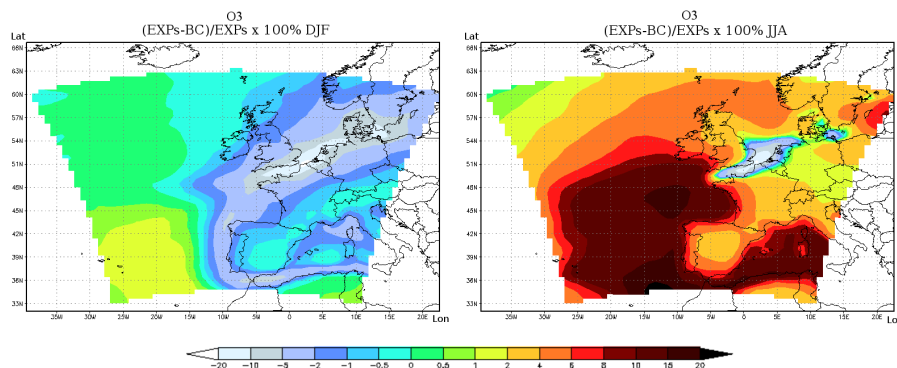 O3
(EXPs-BC)/EXPs x 100% DJF
Lat
66N
63N
60N
57N
54N
51N
48N
45N
42N
39N
36N
33N
35W 30W 25W 20W 15W 10W 5W 0 5E 10E 15E 20E
Lon
O3
(EXPs-BC)/EXPs x 100% JJA
Lat
66N
63N
60N
57N
54N
51N
48N
45N
42N
39N
36N
33N
35W 30W 25W 20W 15W 10W 5W 0 5E 10E 15E 20E
Lon
-20 -10 -5 -2 -1 -0.5 0 0.5 1 2 4 6 8 10 15 20